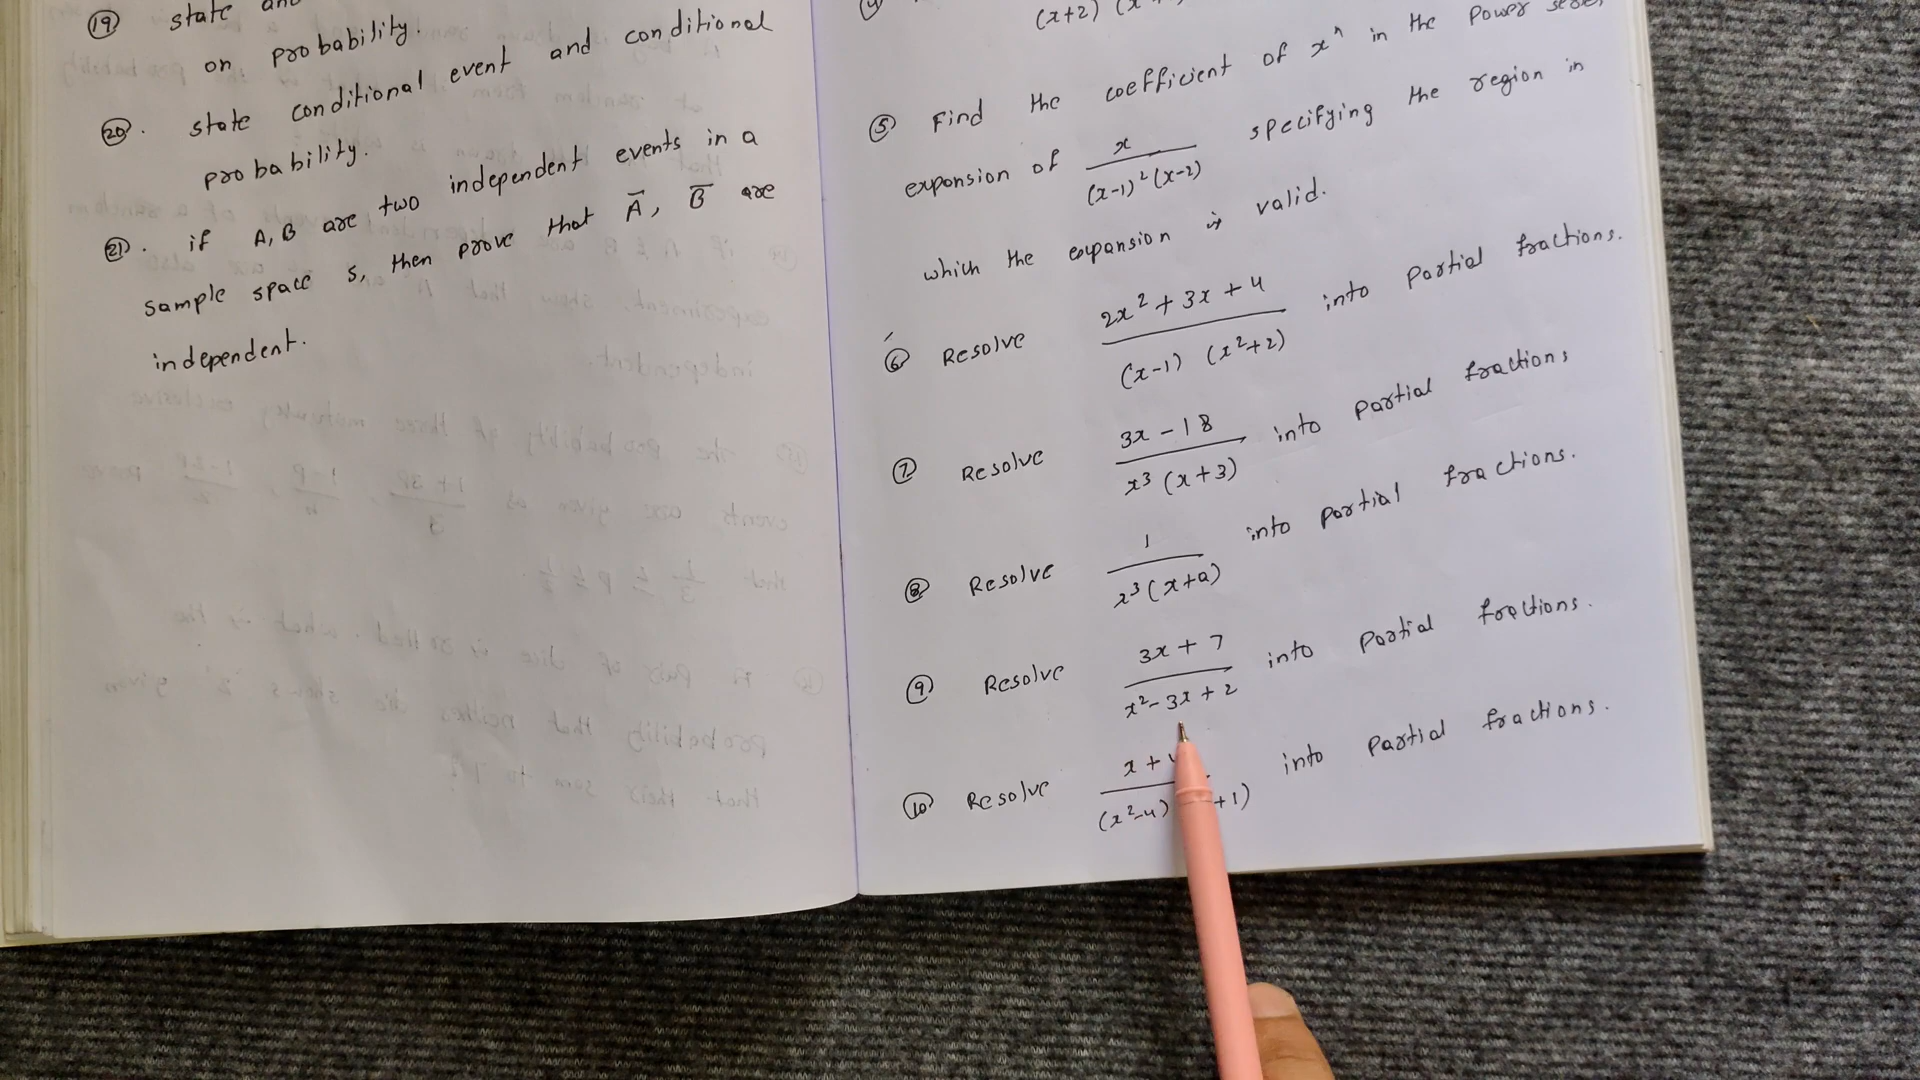 19 state
on probability.
20. state conditional event and conditional
probability.
21. if A, B are two independent events in a
sample space S, then prove that A̅, B̅ are
independent.
4
(x+2) (x
5 Find the coefficient of xⁿ in the power
expansion of x/((x-1)²(x-2)) specifying the region in
which the expansion is valid.
6 Resolve (2x² + 3x + 4)/((x-1) (x²+2)) into partial fractions.
7 Resolve (3x - 18)/(x³ (x+3)) into partial fractions
8 Resolve 1/(x³(x+a)) into partial fractions.
9 Resolve (3x + 7)/(x² - 3x + 2) into partial fractions.
10 Resolve x + /(x²-4) +1) into partial fractions.